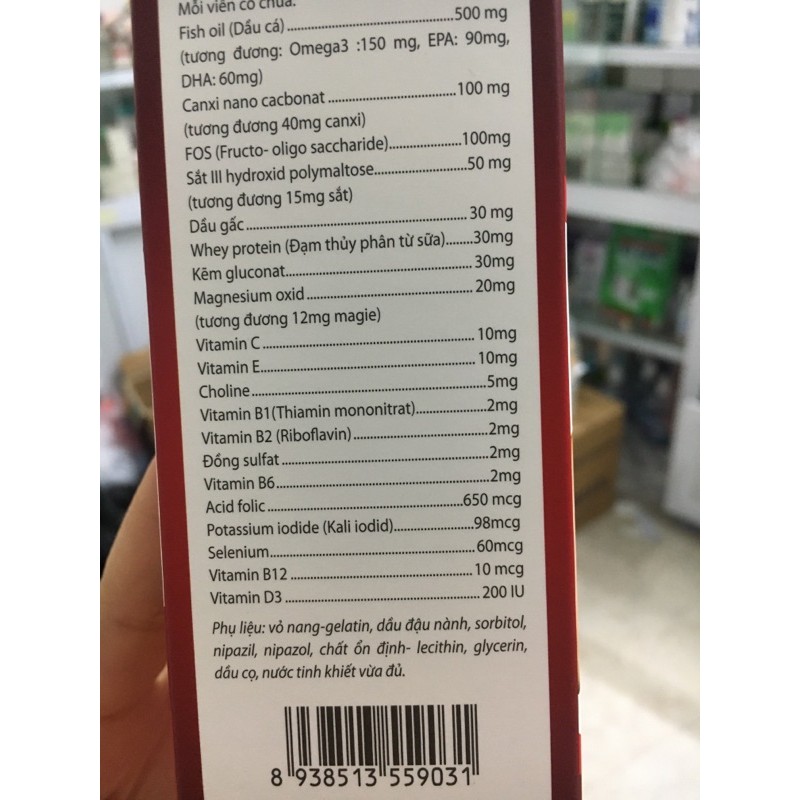 Mỗi viên có chứa:
Fish oil (Dầu cá).....................................500 mg
(tương đương: Omega3 :150 mg, EPA: 90mg,
DHA: 60mg)
Canxi nano cacbonat ............................100 mg
(tương đương 40mg canxi)
FOS (Fructo- oligo saccharide)................100mg
Sắt III hydroxid polymaltose....................50 mg
(tương đương 15mg sắt)
Dầu gấc................................................ 30 mg
Whey protein (Đạm thủy phân từ sữa)........30mg
Kẽm gluconat........................................ 30mg
Magnesium oxid .................................... 20mg
(tương đương 12mg magie)
Vitamin C .............................................. 10mg
Vitamin E............................................... 10mg
Choline...................................................5mg
Vitamin B1(Thiamin mononitrat)................2mg
Vitamin B2 (Riboflavin) .............................2mg
Đồng sulfat .............................................2mg
Vitamin B6...............................................2mg
Acid folic ...........................................650 mcg
Potassium iodide (Kali iodid)...................98mcg
Selenium..............................................60mcg
Vitamin B12 ........................................ 10 mcg
Vitamin D3 .......................................... 200 IU
Phụ liệu: vỏ nang-gelatin, dầu đậu nành, sorbitol,
nipazil, nipazol, chất ổn định- lecithin, glycerin,
dầu cọ, nước tinh khiết vừa đủ.
8 938513 559031